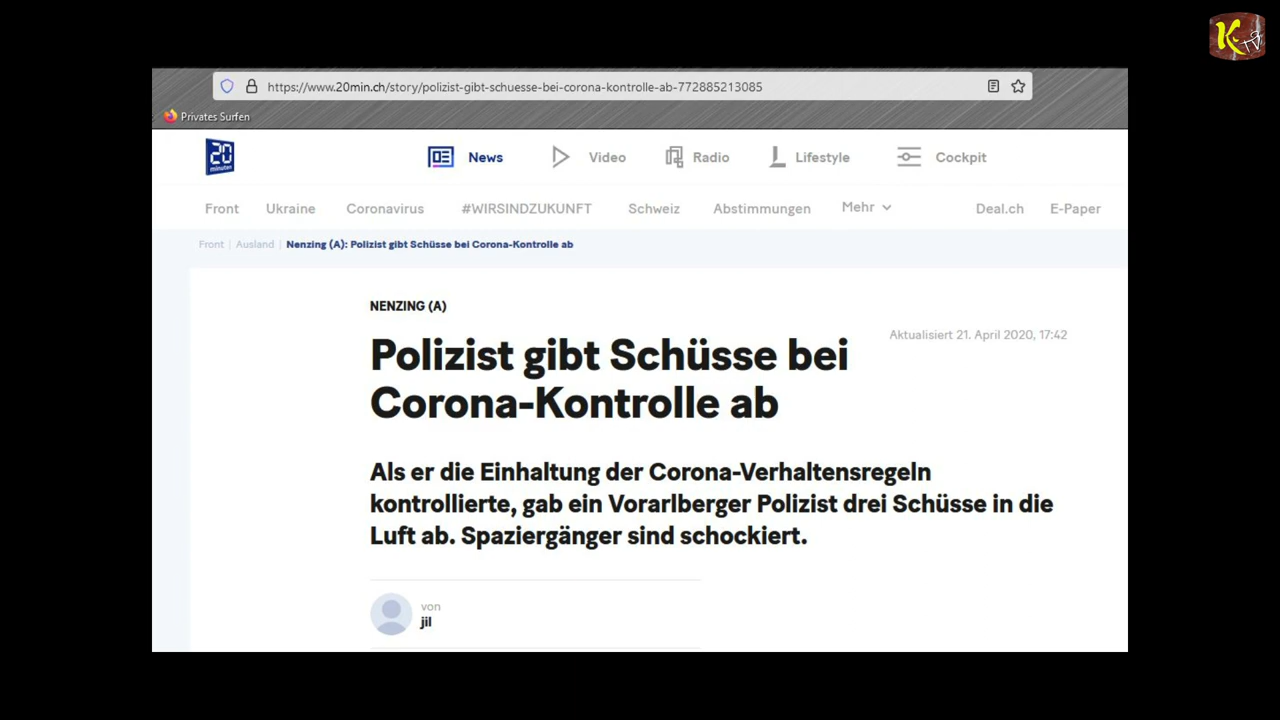 K
TV
https://www.20min.ch/story/polizist-gibt-schuesse-bei-corona-kontrolle-ab-772885213085
Privates Surfen
20
minuten
News
Video
Radio
Lifestyle
Cockpit
Front
Ukraine
Coronavirus
#WIRSINDZUKUNFT
Schweiz
Abstimmungen
Mehr
Deal.ch
E-Paper
Front | Ausland | Nenzing (A): Polizist gibt Schüsse bei Corona-Kontrolle ab
NENZING (A)
Aktualisiert 21. April 2020, 17:42
Polizist gibt Schüsse bei
Corona-Kontrolle ab
Als er die Einhaltung der Corona-Verhaltensregeln
kontrollierte, gab ein Vorarlberger Polizist drei Schüsse in die
Luft ab. Spaziergänger sind schockiert.
von
jil